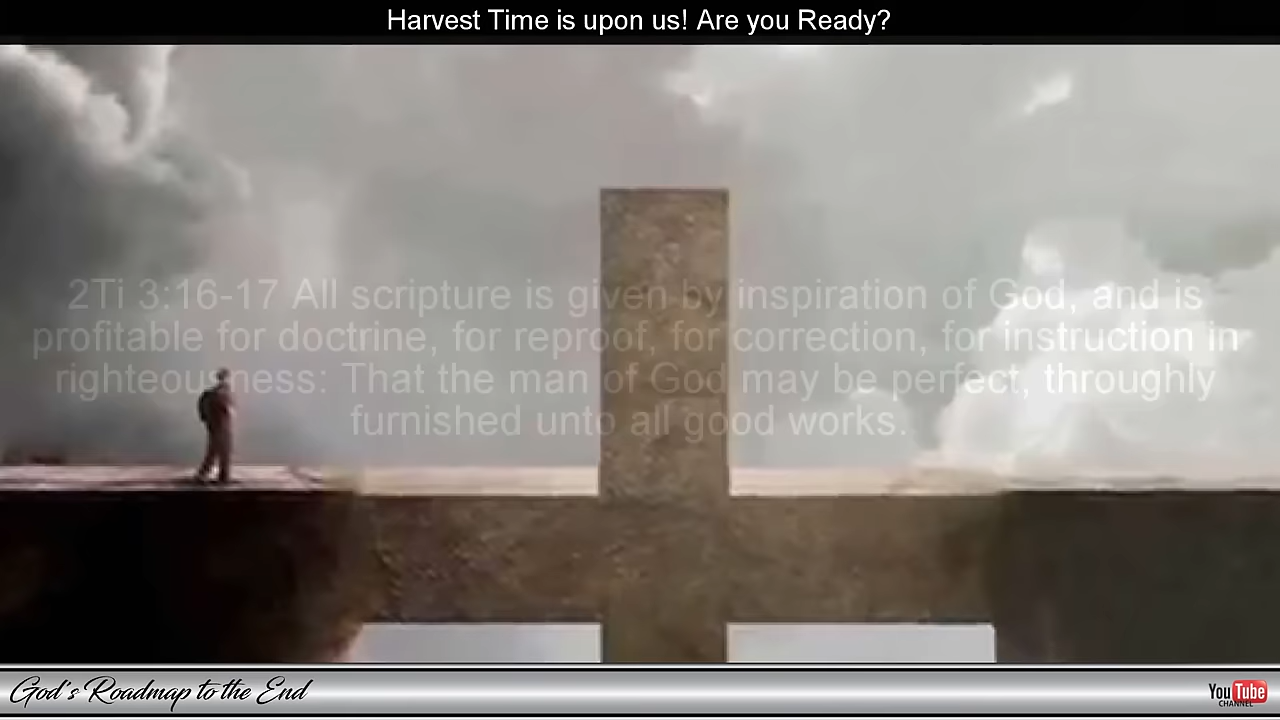 Harvest Time is upon us! Are you Ready?
2Ti 3:16-17 All scripture is given by inspiration of God, and is
profitable for doctrine, for reproof, for correction, for instruction in
righteousness: That the man of God may be perfect, throughly
furnished unto all good works.
God's Roadmap to the End
YouTube
CHANNEL